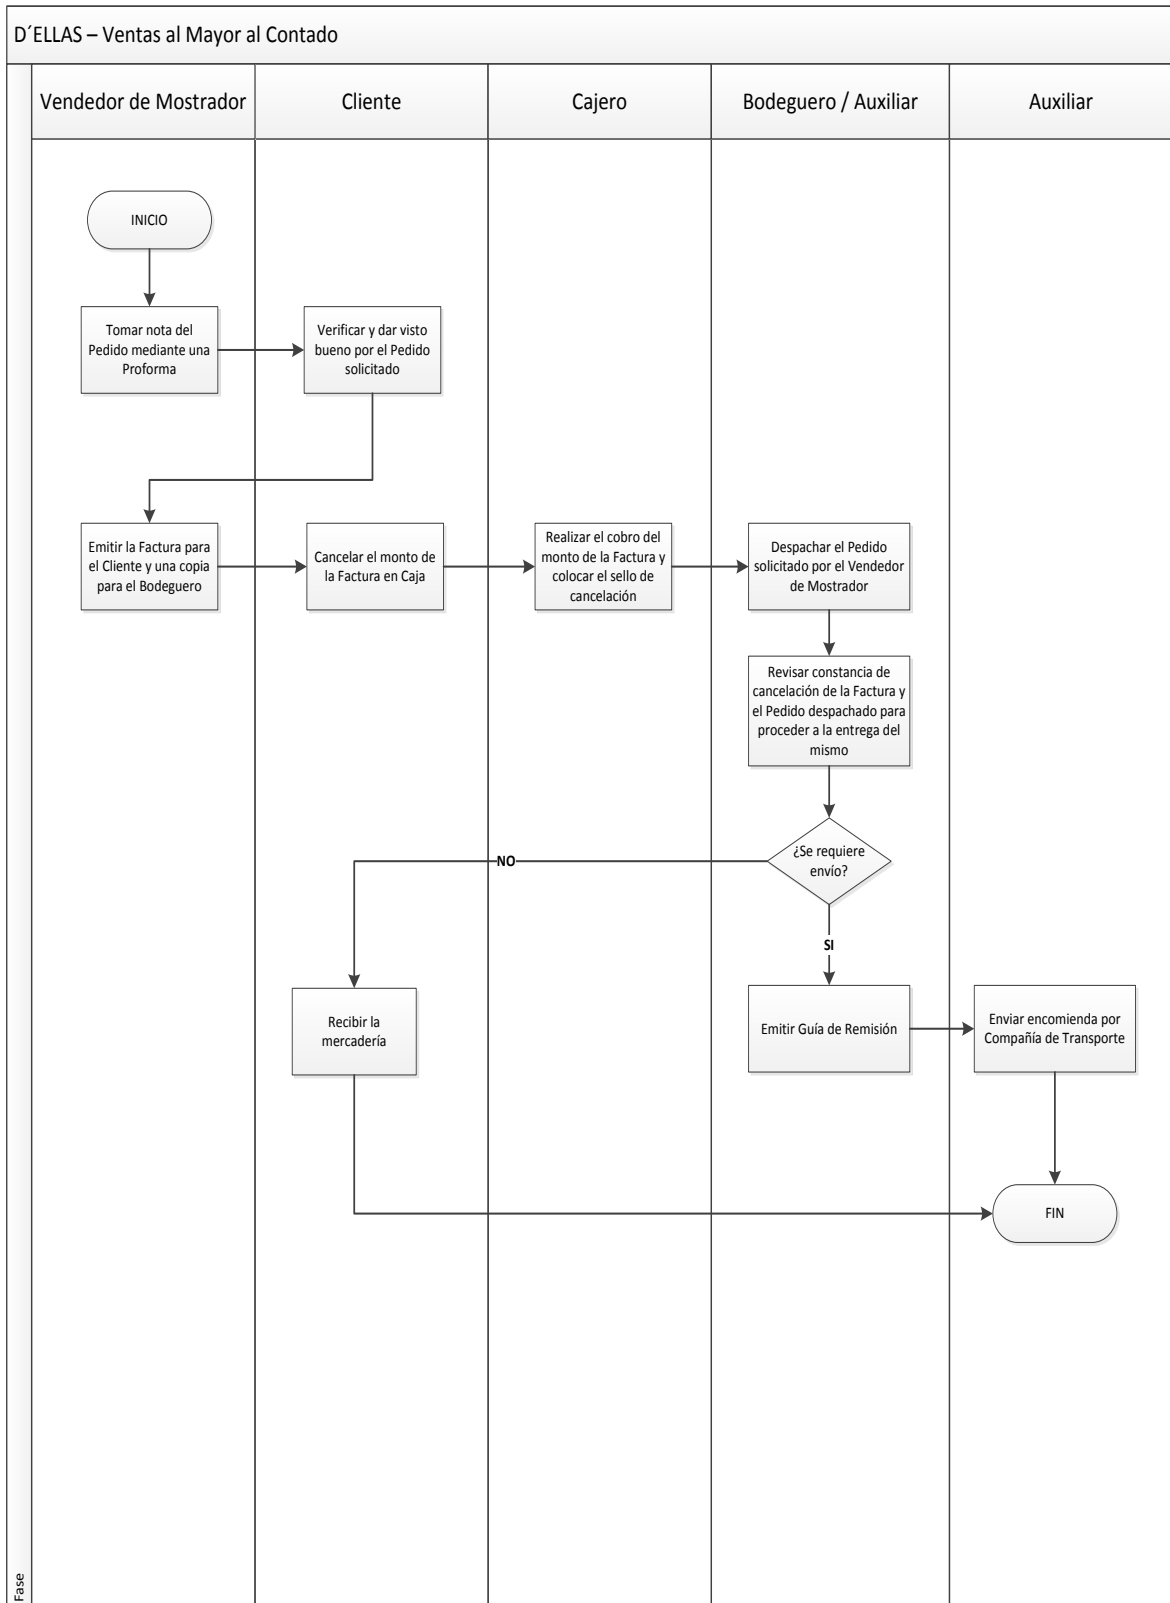 D´ELLAS – Ventas al Mayor al Contado
Vendedor de Mostrador
Cliente
Cajero
Bodeguero / Auxiliar
Auxiliar
INICIO
Tomar nota del
Pedido mediante una
Proforma
Verificar y dar visto
bueno por el Pedido
solicitado
Emitir la Factura para
el Cliente y una copia
para el Bodeguero
Cancelar el monto de
la Factura en Caja
Realizar el cobro del
monto de la Factura y
colocar el sello de
cancelación
Despachar el Pedido
solicitado por el Vendedor
de Mostrador
Revisar constancia de
cancelación de la Factura y
el Pedido despachado para
proceder a la entrega del
mismo
¿Se requiere
envío?
NO
SI
Recibir la
mercadería
Emitir Guía de Remisión
Enviar encomienda por
Compañía de Transporte
FIN
Fase